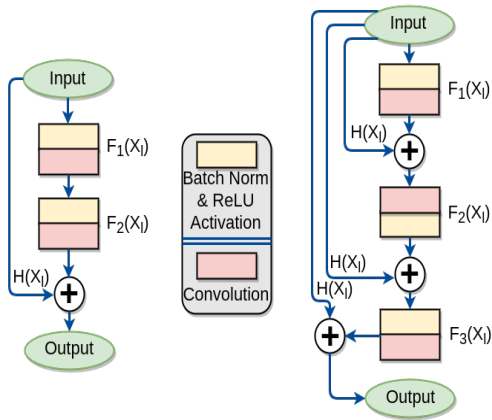 Input
F₁(Xₗ)
F₂(Xₗ)
H(Xₗ)
+
Output
Batch Norm
& ReLU
Activation
Convolution
Input
F₁(Xₗ)
H(Xₗ)
+
F₂(Xₗ)
H(Xₗ)
+
H(Xₗ)
+
F₃(Xₗ)
Output